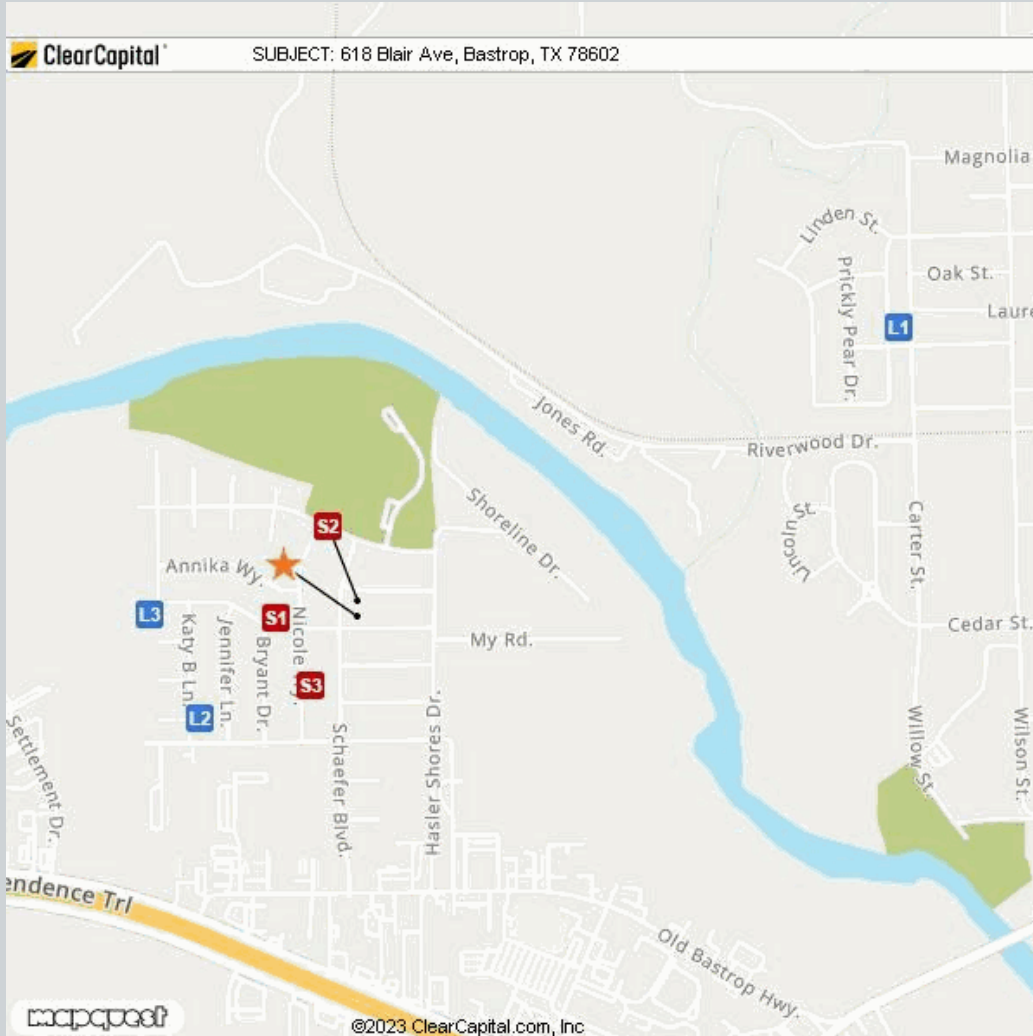 ClearCapital
SUBJECT: 618 Blair Ave, Bastrop, TX 78602
Magnolia
Linden St.
Oak St.
Prickly Pear Dr.
Laure
L1
Jones Rd.
Riverwood Dr.
Shoreline Dr.
S2
Lincoln St.
Carter St.
Annika Wy.
L3
S1
Nicole
Katy B Ln.
Jennifer Ln.
Bryant Dr.
My Rd.
Cedar St.
S3
L2
Settlement Dr.
Schaefer Blvd.
Hasler Shores Dr.
Willow St.
Wilson St.
endence Trl
Old Bastrop Hwy.
mapquest
©2023 ClearCapital.com, Inc